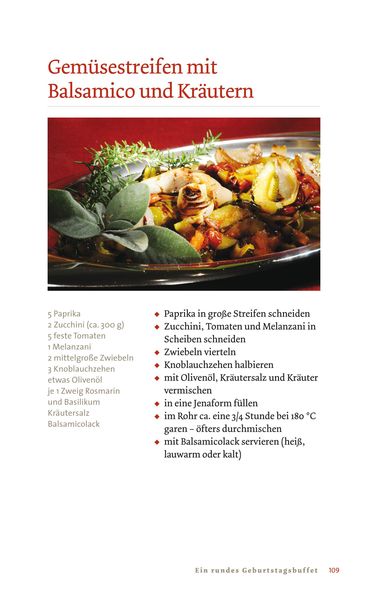 Gemüsestreifen mit
Balsamico und Kräutern
5 Paprika
2 Zucchini (ca. 300 g)
5 feste Tomaten
1 Melanzani
2 mittelgroße Zwiebeln
3 Knoblauchzehen
etwas Olivenöl
je 1 Zweig Rosmarin
und Basilikum
Kräutersalz
Balsamicolack
◆ Paprika in große Streifen schneiden
◆ Zucchini, Tomaten und Melanzani in
Scheiben schneiden
◆ Zwiebeln vierteln
◆ Knoblauchzehen halbieren
◆ mit Olivenöl, Kräutersalz und Kräuter
vermischen
◆ in eine Jenaform füllen
◆ im Rohr ca. eine 3/4 Stunde bei 180 °C
garen – öfters durchmischen
◆ mit Balsamicolack servieren (heiß,
lauwarm oder kalt)
Ein rundes Geburtstagsbuffet 109